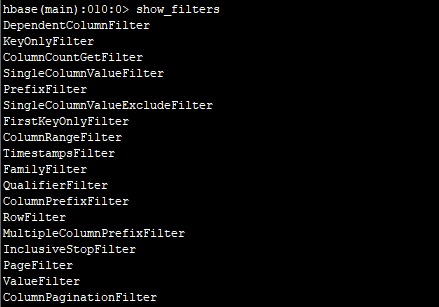 hbase(main):010:0> show_filters
DependentColumnFilter
KeyOnlyFilter
ColumnCountGetFilter
SingleColumnValueFilter
PrefixFilter
SingleColumnValueExcludeFilter
FirstKeyOnlyFilter
ColumnRangeFilter
TimestampsFilter
FamilyFilter
QualifierFilter
ColumnPrefixFilter
RowFilter
MultipleColumnPrefixFilter
InclusiveStopFilter
PageFilter
ValueFilter
ColumnPaginationFilter